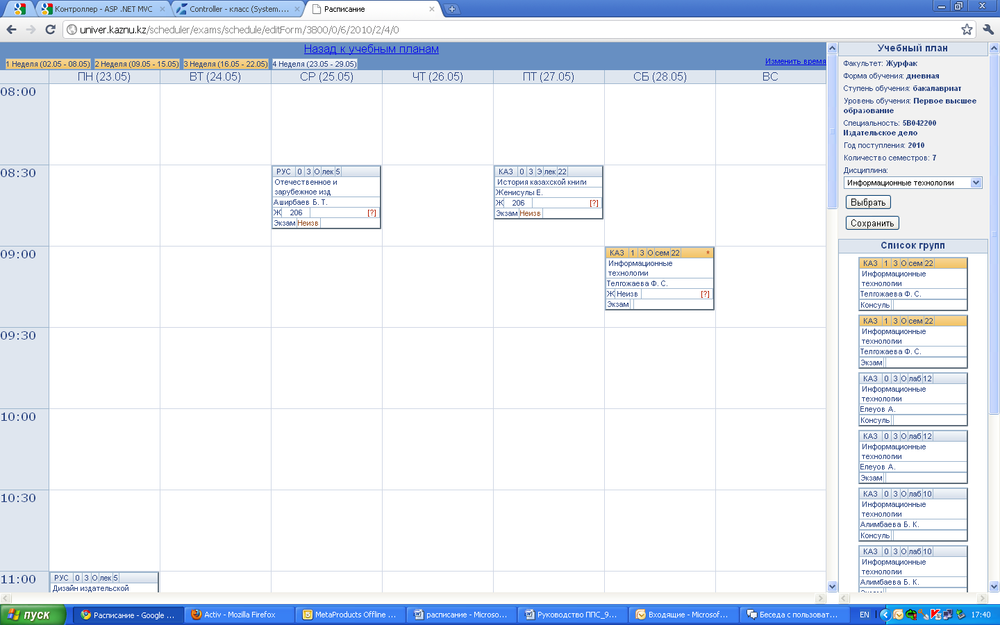 Контроллер - ASP .NET MVC
Controller - класс (System....
Расписание
univer.kaznu.kz/scheduler/exams/schedule/editForm/3800/0/6/2010/2/4/0
Назад к учебным планам
1 Неделя (02.05 - 08.05) 2 Неделя (09.05 - 15.05) 3 Неделя (16.05 - 22.05) 4 Неделя (23.05 - 29.05)
Изменить время
ПН (23.05) ВТ (24.05) СР (25.05) ЧТ (26.05) ПТ (27.05) СБ (28.05) ВС
08:00
08:30
РУС 0 3 О лек 5
Отечественное и
зарубежное изд
Аширбаев Б. Т.
Ж 206 [?]
Экзам Неизв
КАЗ 0 3 Э лек 22
История казахской книги
Женисулы Е.
Ж 206 [?]
Экзам Неизв
09:00
КАЗ 1 3 О сем 22 *
Информационные
технологии
Телгожаева Ф. С.
Ж Неизв [?]
Экзам
09:30
10:00
10:30
11:00
РУС 0 3 О лек 5
Дизайн издательской
Учебный план
Факультет: Журфак
Форма обучения: дневная
Ступень обучения: бакалавриат
Уровень обучения: Первое высшее
образование
Специальность: 5В042200
Издательское дело
Год поступления: 2010
Количество семестров: 7
Дисциплина:
Информационные технологии
Выбрать
Сохранить
Список групп
КАЗ 1 3 О сем 22
Информационные
технологии
Телгожаева Ф. С.
Консуль
КАЗ 1 3 О сем 22
Информационные
технологии
Телгожаева Ф. С.
Экзам
КАЗ 0 3 О лаб 12
Информационные
технологии
Елеуов А.
Консуль
КАЗ 0 3 О лаб 12
Информационные
технологии
Елеуов А.
Экзам
КАЗ 0 3 О лаб 10
Информационные
технологии
Алимбаева Б. К.
Консуль
КАЗ 0 3 О лаб 10
Информационные
технологии
Алимбаева Б. К.
пуск
Расписание - Google ...
Activ - Mozilla Firefox
MetaProducts Offline ...
расписание - Microso...
Руководство ППС_9...
Входящие - Microsof...
Беседа с пользоват...
EN
17:40